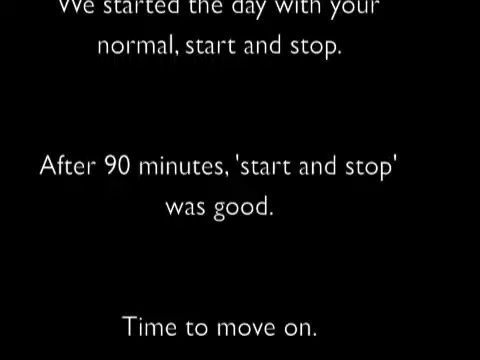 We started the day with your
normal, start and stop.
After 90 minutes, 'start and stop'
was good.
Time to move on.